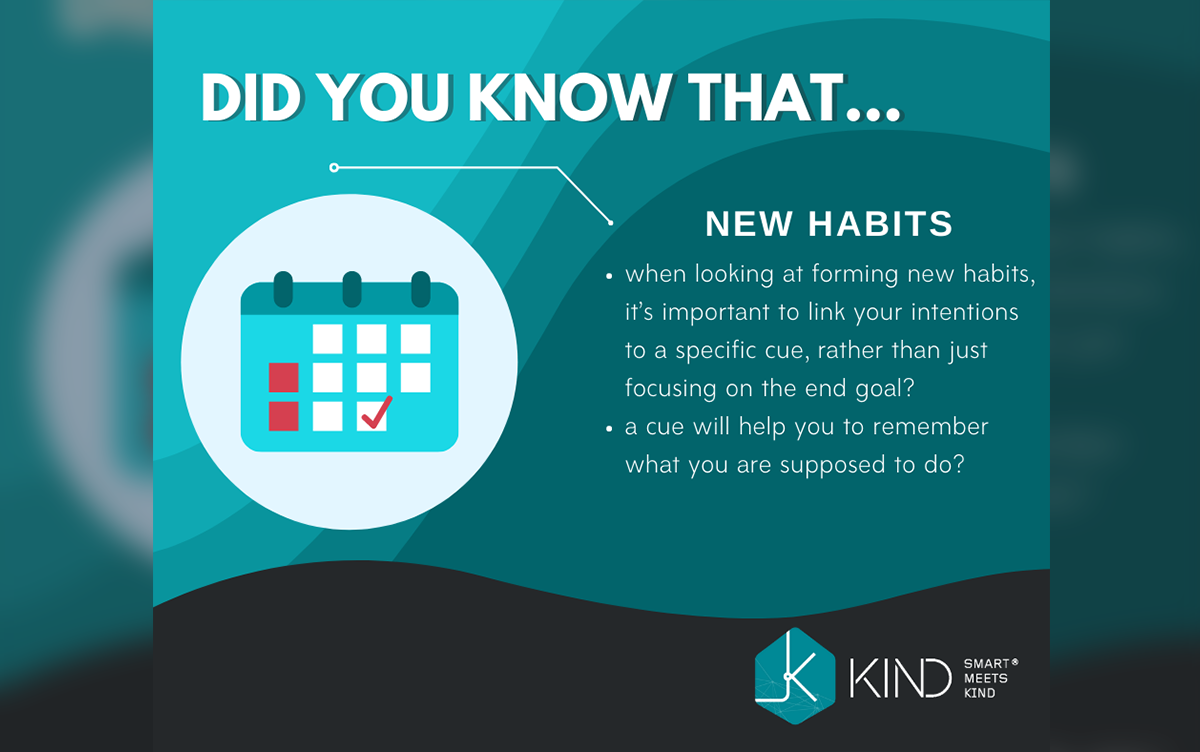 DID YOU KNOW THAT...
NEW HABITS
• when looking at forming new habits,
it's important to link your intentions
to a specific cue, rather than just
focusing on the end goal?
• a cue will help you to remember
what you are supposed to do?
KIND
SMART®
MEETS
KIND